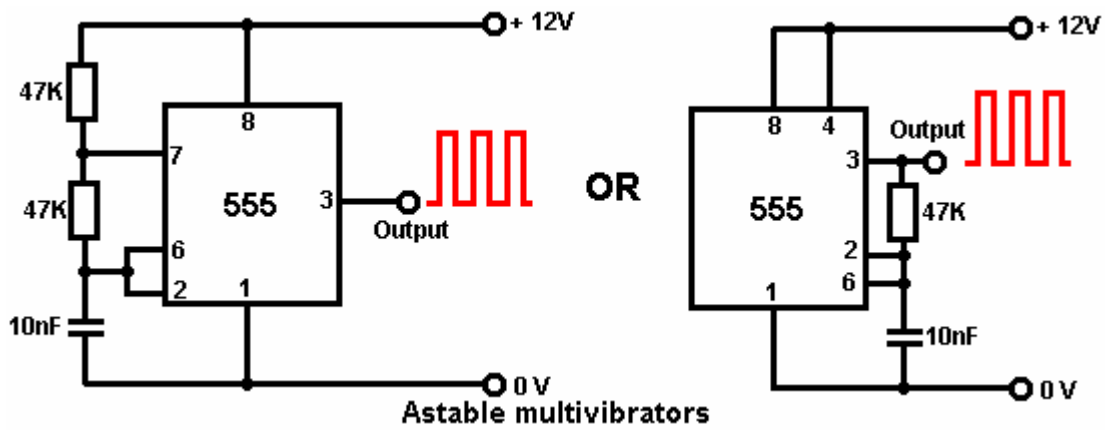 + 12V
47K
8
7
47K
555
3
Output
6
2
1
10nF
0 V
OR
+ 12V
8
4
Output
3
555
47K
2
6
1
10nF
0 V
Astable multivibrators